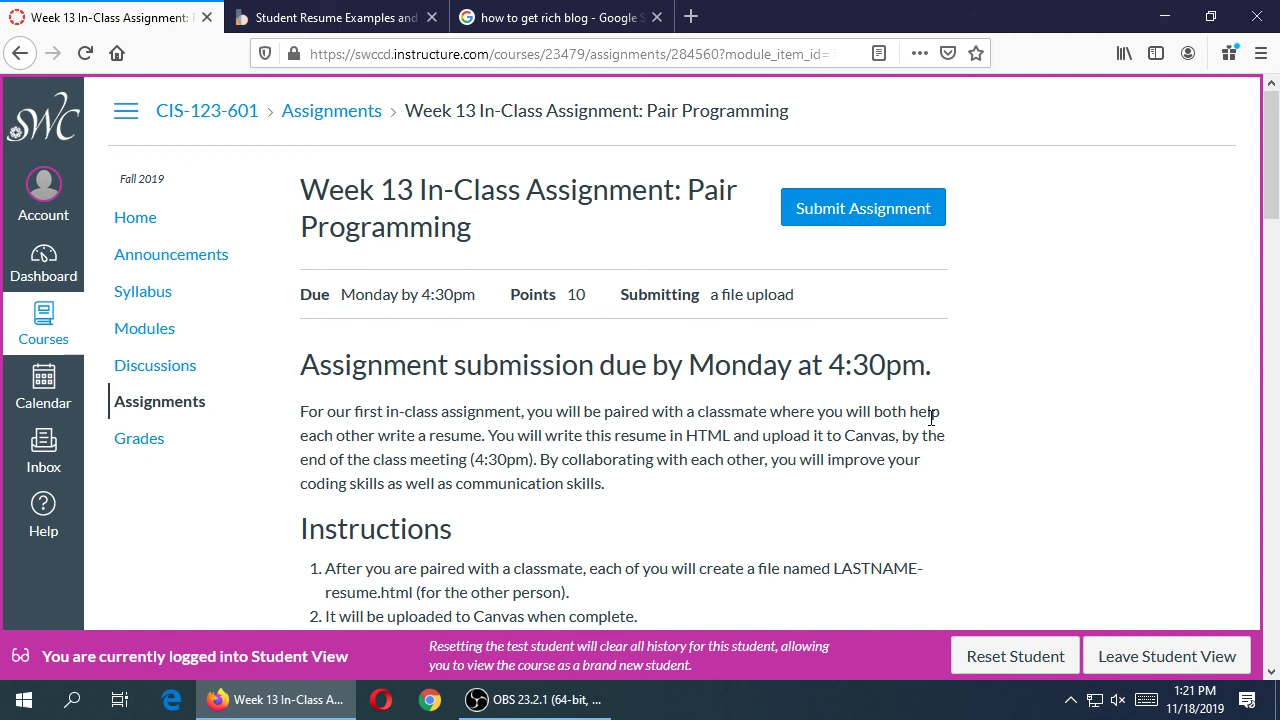 Week 13 In-Class Assignment: P
Student Resume Examples and
how to get rich blog - Google S
https://swccd.instructure.com/courses/23479/assignments/284560?module_item_id=
SWC
CIS-123-601 › Assignments › Week 13 In-Class Assignment: Pair Programming
Account
Dashboard
Courses
Calendar
Inbox
Help
Fall 2019
Home
Announcements
Syllabus
Modules
Discussions
Assignments
Grades
Week 13 In-Class Assignment: Pair
Programming
Submit Assignment
Due Monday by 4:30pm Points 10 Submitting a file upload
Assignment submission due by Monday at 4:30pm.
For our first in-class assignment, you will be paired with a classmate where you will both help
each other write a resume. You will write this resume in HTML and upload it to Canvas, by the
end of the class meeting (4:30pm). By collaborating with each other, you will improve your
coding skills as well as communication skills.
Instructions
1. After you are paired with a classmate, each of you will create a file named LASTNAME-
resume.html (for the other person).
2. It will be uploaded to Canvas when complete.
You are currently logged into Student View
Resetting the test student will clear all history for this student, allowing
you to view the course as a brand new student.
Reset Student
Leave Student View
Week 13 In-Class A...
OBS 23.2.1 (64-bit, ...
1:21 PM
11/18/2019